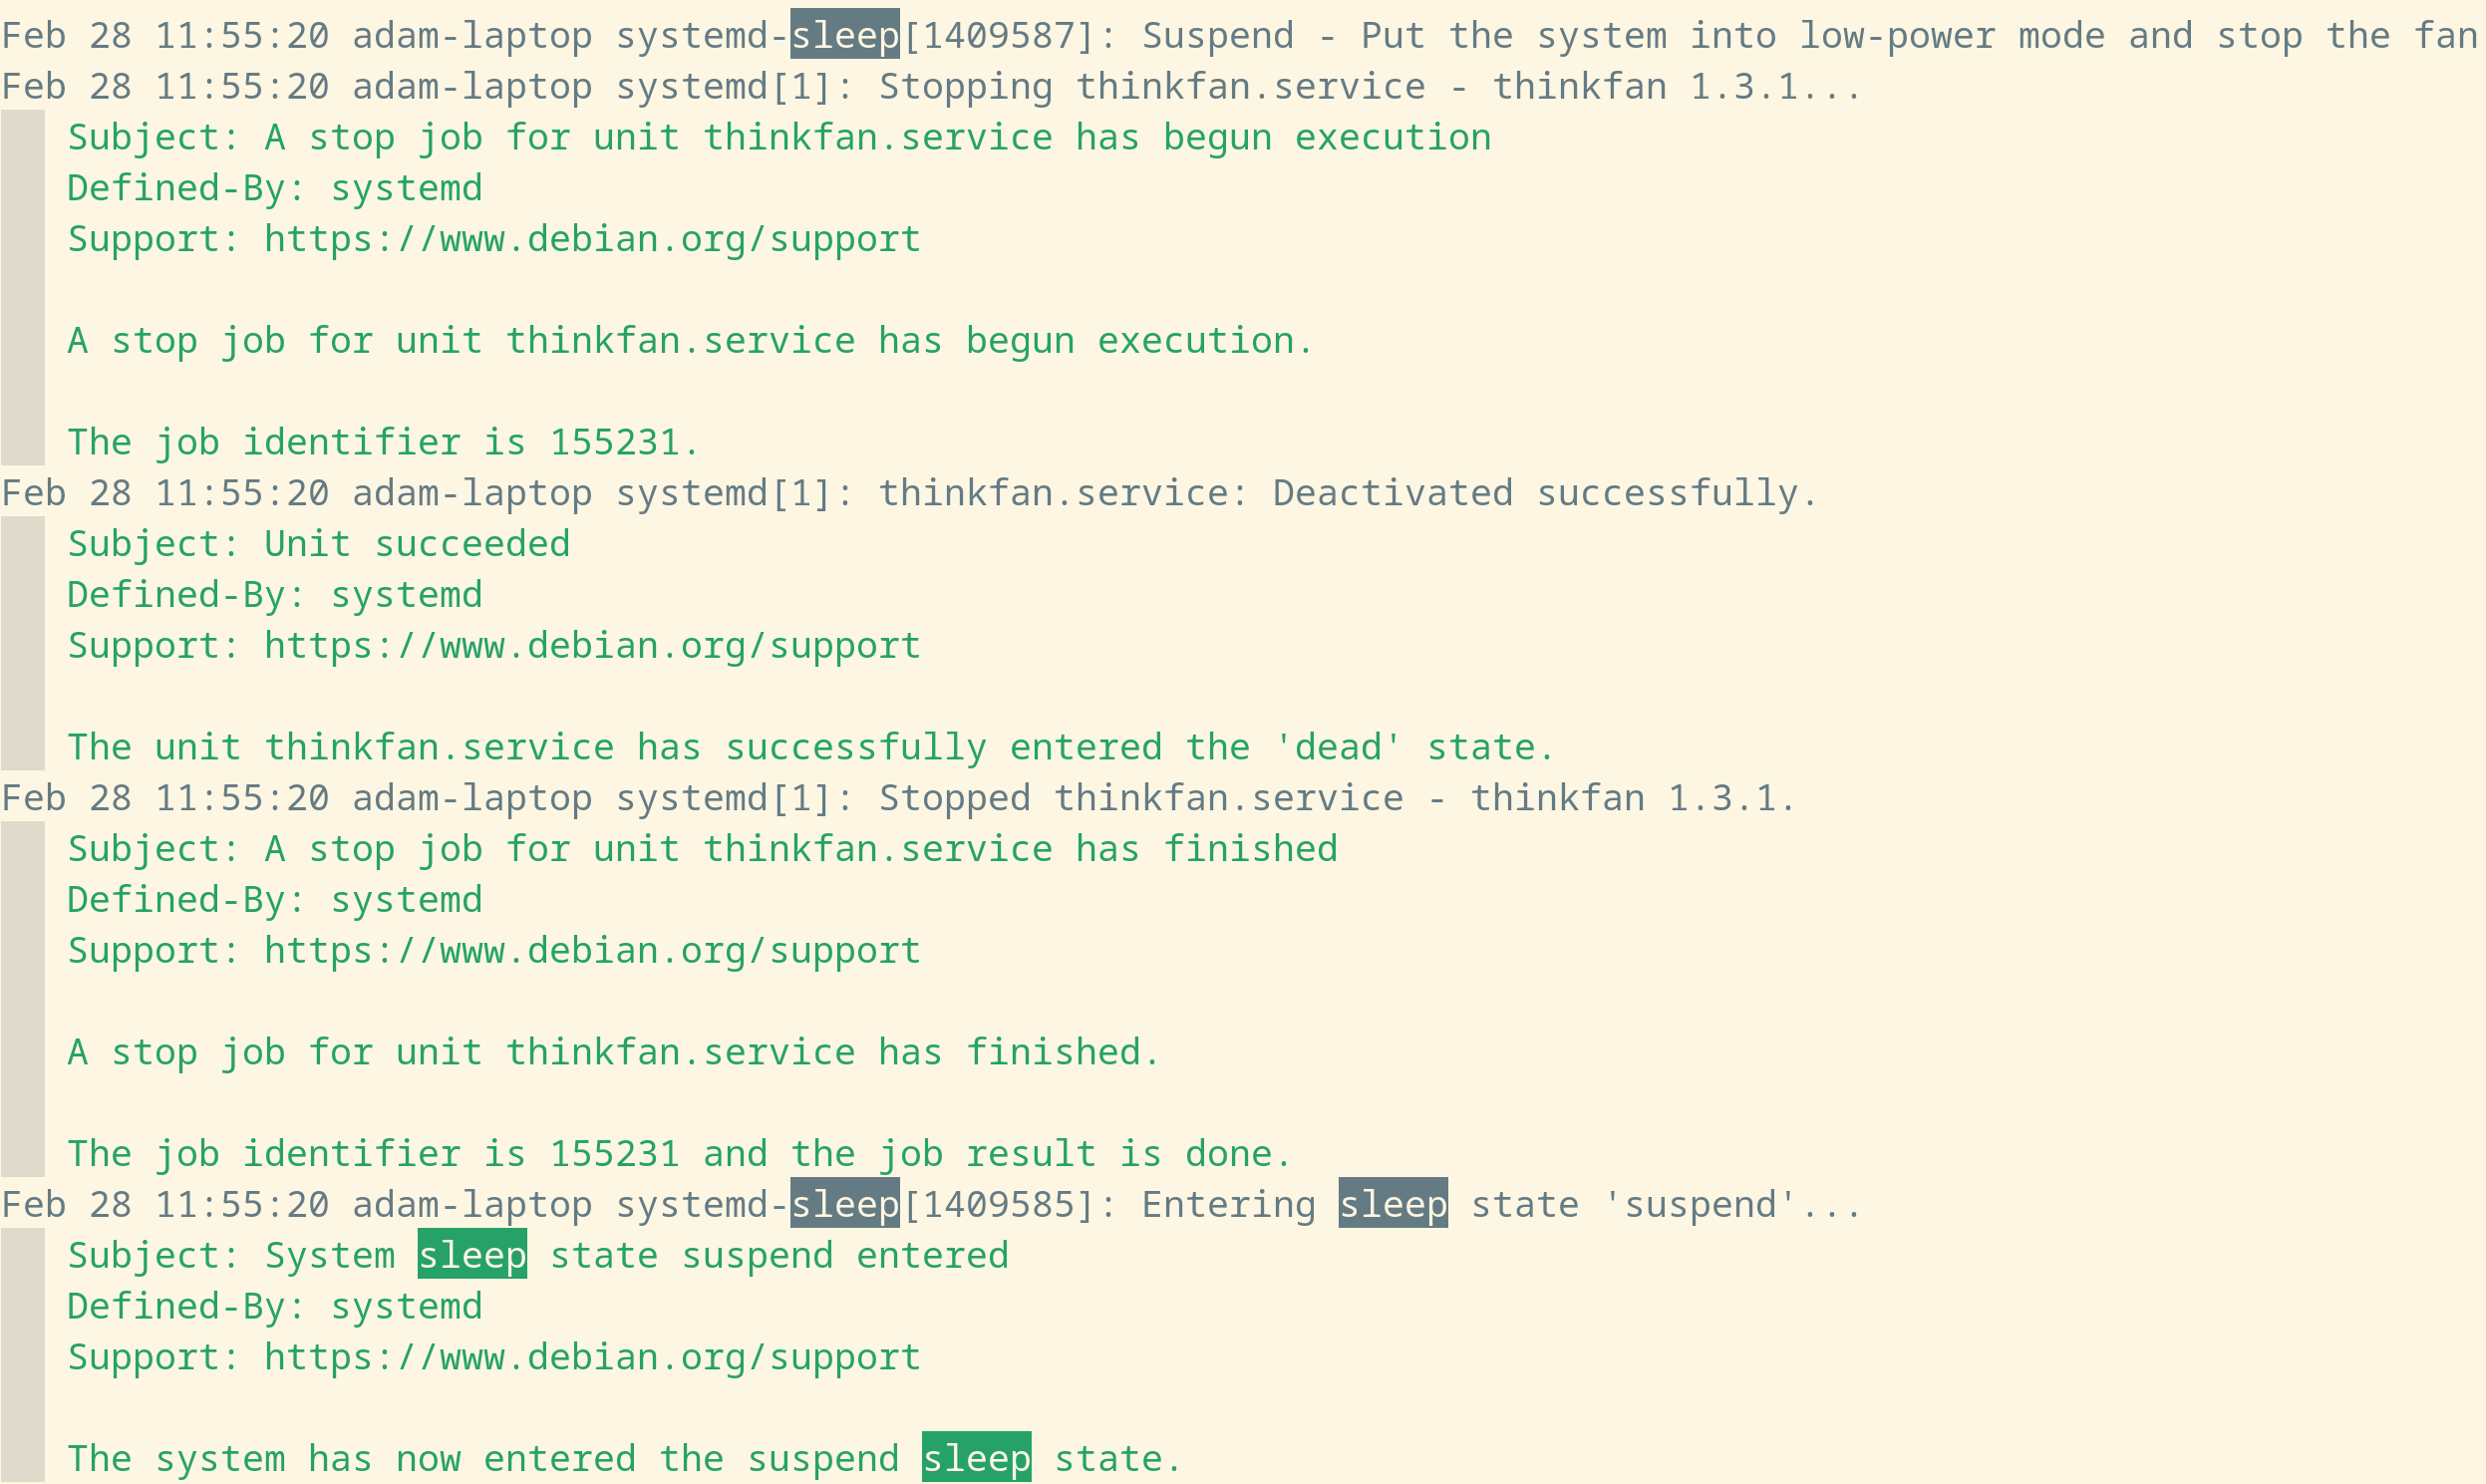 Feb 28 11:55:20 adam-laptop systemd-sleep[1409587]: Suspend - Put the system into low-power mode and stop the fan
Feb 28 11:55:20 adam-laptop systemd[1]: Stopping thinkfan.service - thinkfan 1.3.1...
Subject: A stop job for unit thinkfan.service has begun execution
Defined-By: systemd
Support: https://www.debian.org/support
A stop job for unit thinkfan.service has begun execution.
The job identifier is 155231.
Feb 28 11:55:20 adam-laptop systemd[1]: thinkfan.service: Deactivated successfully.
Subject: Unit succeeded
Defined-By: systemd
Support: https://www.debian.org/support
The unit thinkfan.service has successfully entered the 'dead' state.
Feb 28 11:55:20 adam-laptop systemd[1]: Stopped thinkfan.service - thinkfan 1.3.1.
Subject: A stop job for unit thinkfan.service has finished
Defined-By: systemd
Support: https://www.debian.org/support
A stop job for unit thinkfan.service has finished.
The job identifier is 155231 and the job result is done.
Feb 28 11:55:20 adam-laptop systemd-sleep[1409585]: Entering sleep state 'suspend'...
Subject: System sleep state suspend entered
Defined-By: systemd
Support: https://www.debian.org/support
The system has now entered the suspend sleep state.